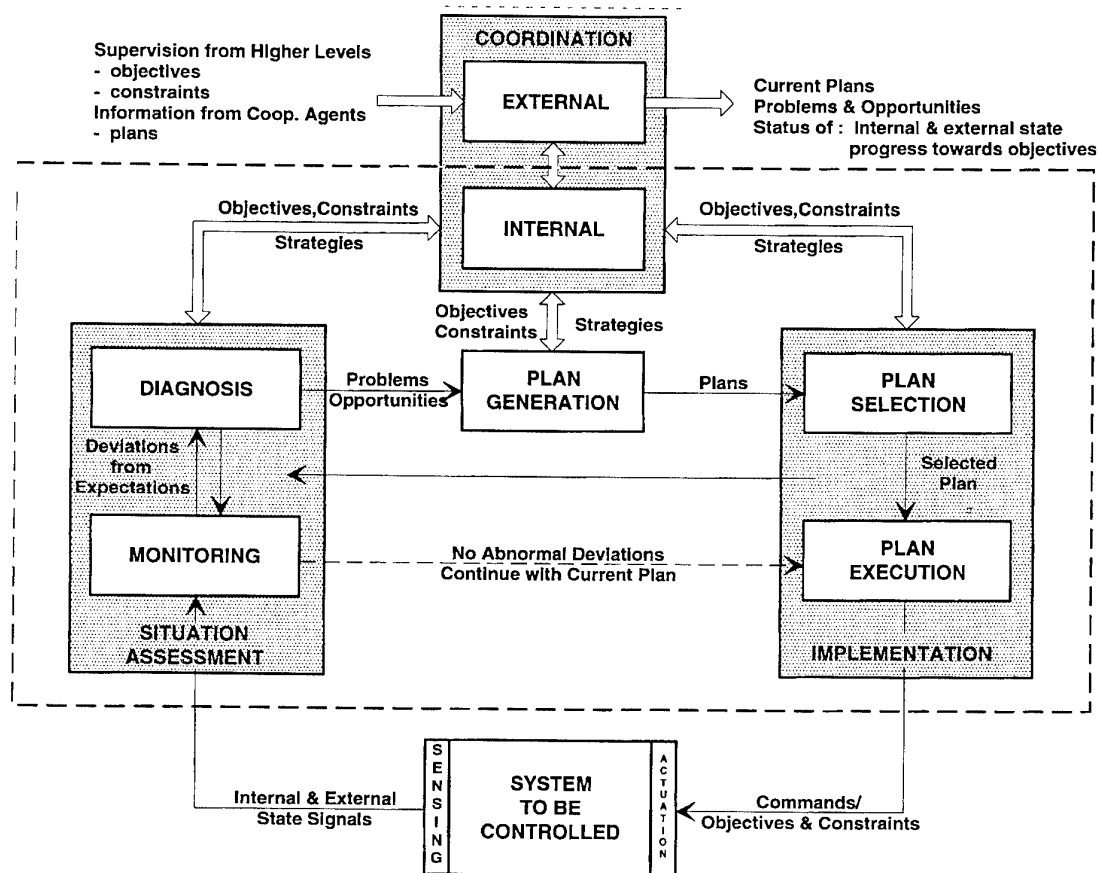 COORDINATION
Supervision from HIgher Levels
- objectives
- constraints
Information from Coop. Agents
- plans
EXTERNAL
Current Plans
Problems & Opportunities
Status of : Internal & external state
progress towards objectives
INTERNAL
Objectives,Constraints
Strategies
Objectives,Constraints
Strategies
Objectives
Constraints
Strategies
DIAGNOSIS
Problems
Opportunities
PLAN
GENERATION
Plans
PLAN
SELECTION
Deviations
from
Expectations
Selected
Plan
MONITORING
No Abnormal Deviations
Continue with Current Plan
PLAN
EXECUTION
SITUATION
ASSESSMENT
IMPLEMENTATION
SENSING
SYSTEM
TO BE
CONTROLLED
ACTUATION
Internal & External
State Signals
Commands/
Objectives & Constraints